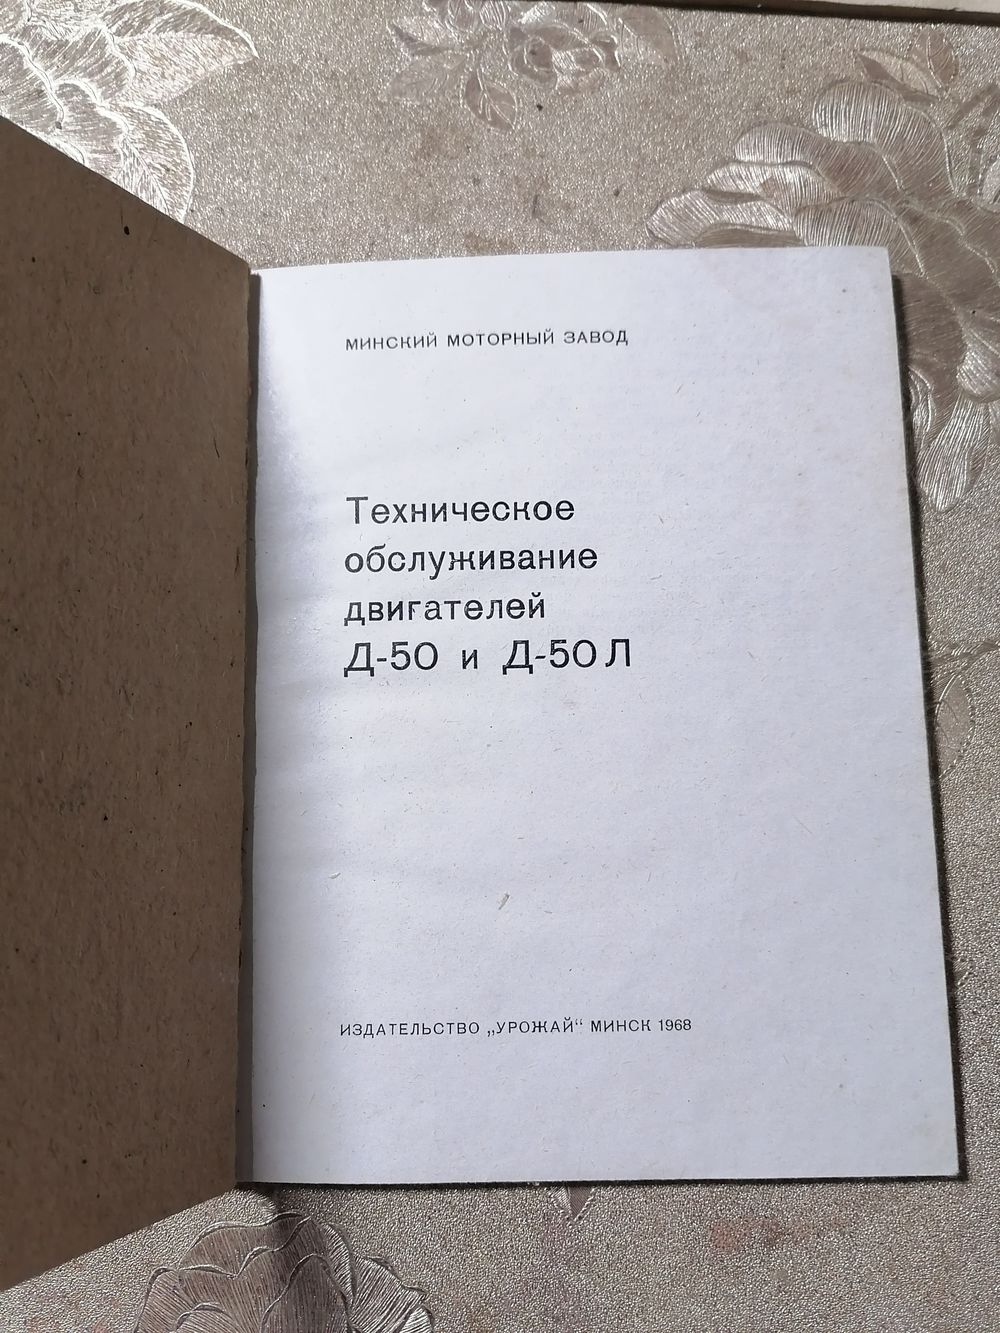 МИНСКИЙ МОТОРНЫЙ ЗАВОД
Техническое
обслуживание
двигателей
Д-50 и Д-50Л
ИЗДАТЕЛЬСТВО „УРОЖАЙ“ МИНСК 1968